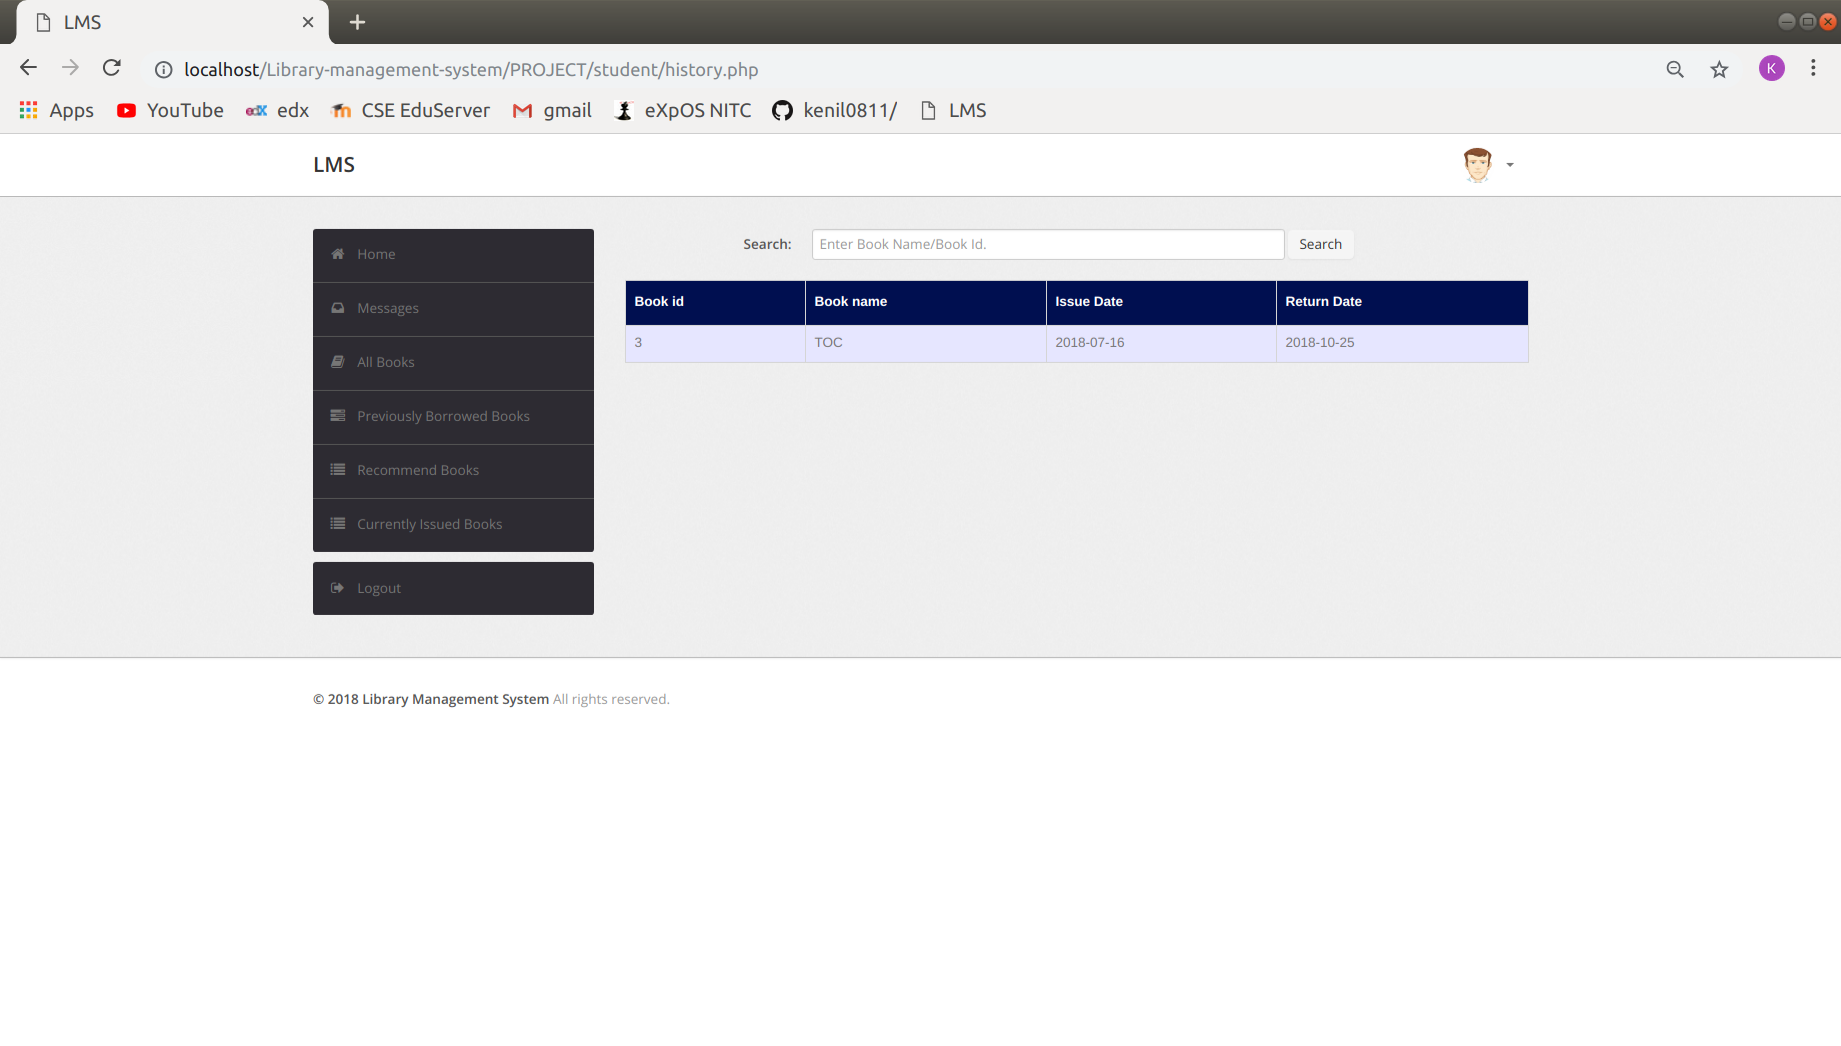 LMS
localhost/Library-management-system/PROJECT/student/history.php
K
Apps YouTube edx CSE EduServer gmail eXpOS NITC kenil0811/ LMS
LMS
Home
Messages
All Books
Previously Borrowed Books
Recommend Books
Currently Issued Books
Logout
Search: Enter Book Name/Book Id. Search
Book id Book name Issue Date Return Date
3 TOC 2018-07-16 2018-10-25
© 2018 Library Management System All rights reserved.